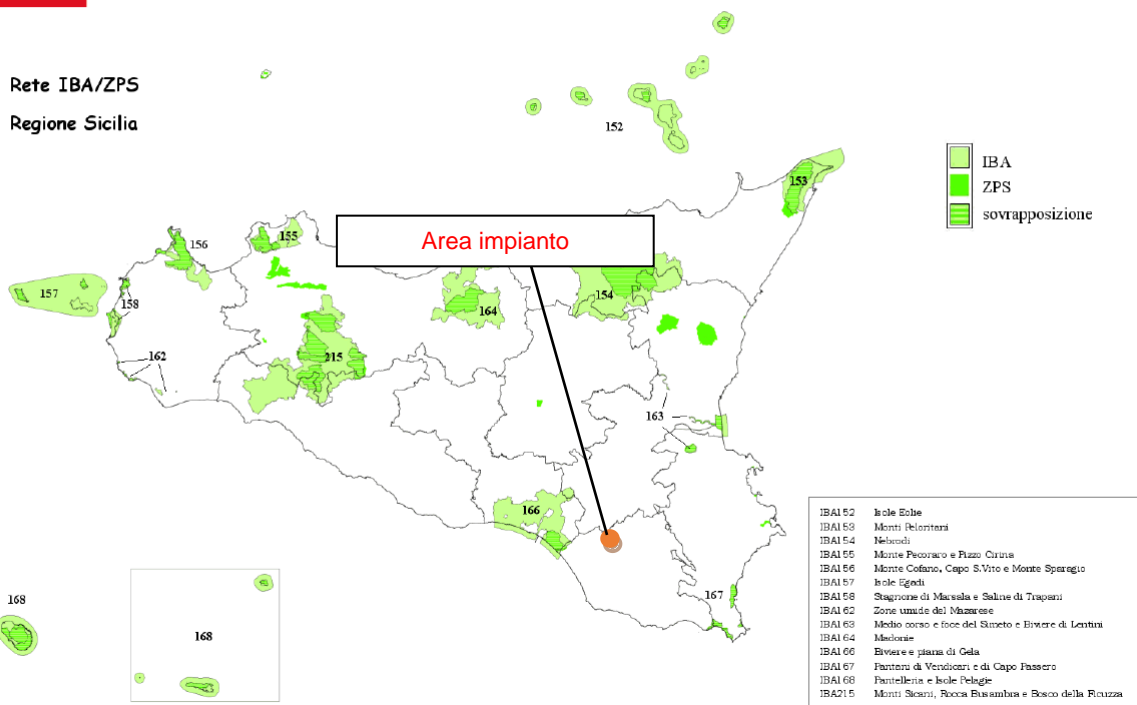 Rete IBA/ZPS
Regione Sicilia
152
IBA
ZPS
sovrapposizione
153
Area impianto
155
156
154
157
158
164
215
162
163
166
167
168
168
IBA152 Isole Eolie
IBA153 Monti Peloritani
IBA154 Nebrodi
IBA155 Monte Pecoraro e Pizzo Cirina
IBA156 Monte Cofano, Capo S.Vito e Monte Sparagio
IBA157 Isole Egadi
IBA158 Stagnone di Marsala e Saline di Trapani
IBA162 Zone umide del Mazarese
IBA163 Medio corso e foce del Simeto e Biviere di Lentini
IBA164 Madonie
IBA166 Biviere e piana di Gela
IBA167 Pantani di Vendicari e di Capo Passero
IBA168 Pantelleria e Isole Pelagie
IBA215 Monti Sicani, Rocca Busambra e Bosco della Ficuzza